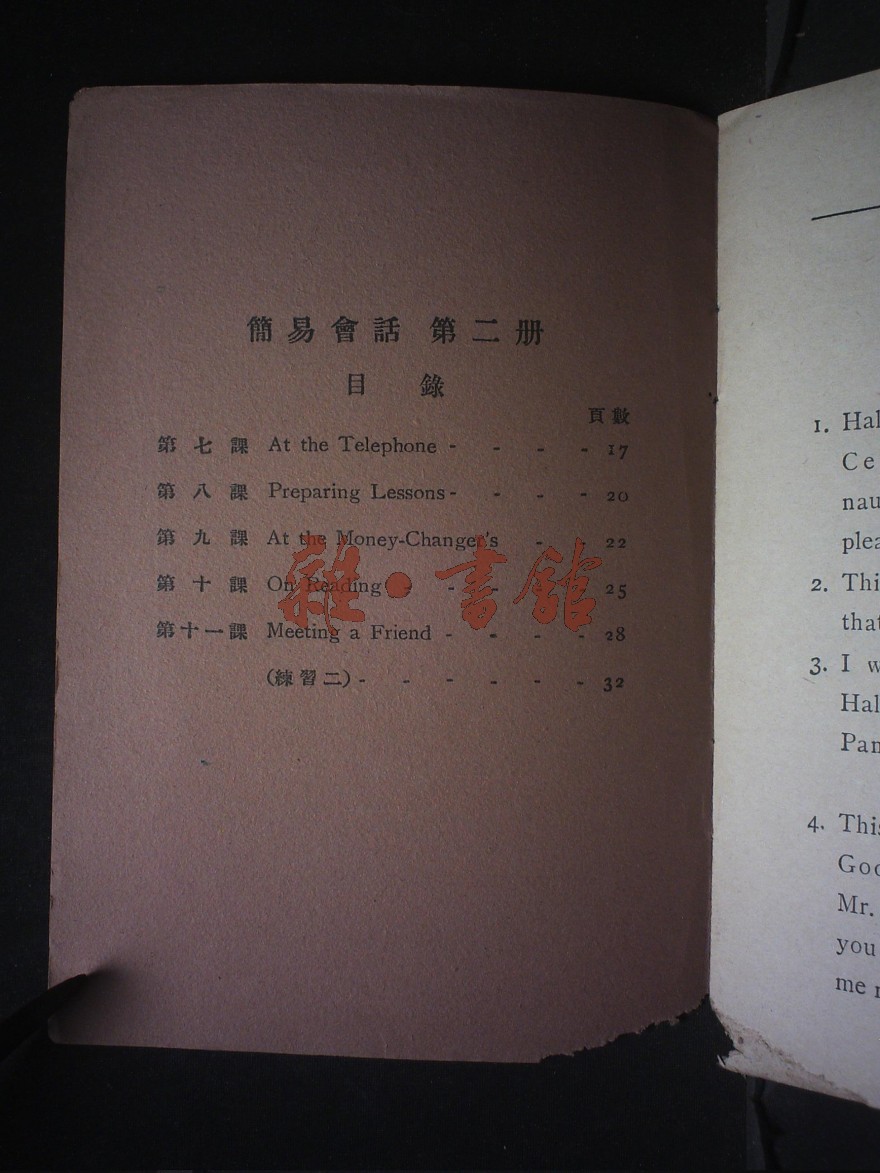 簡易會話 第二册
目錄
頁數
第七課 At the Telephone - - - - 17
第八課 Preparing Lessons - - - - 20
第九課 At the Money-Changer's - - 22
第十課 On Reading - - - - 25
第十一課 Meeting a Friend - - - - 28
(練習二) - - - - - - 32
雜·書館
1. Hal
Ce
nau
plea
2. Thi
that
3. I w
Hal
Pan
4. This
Goo
Mr.
you
me